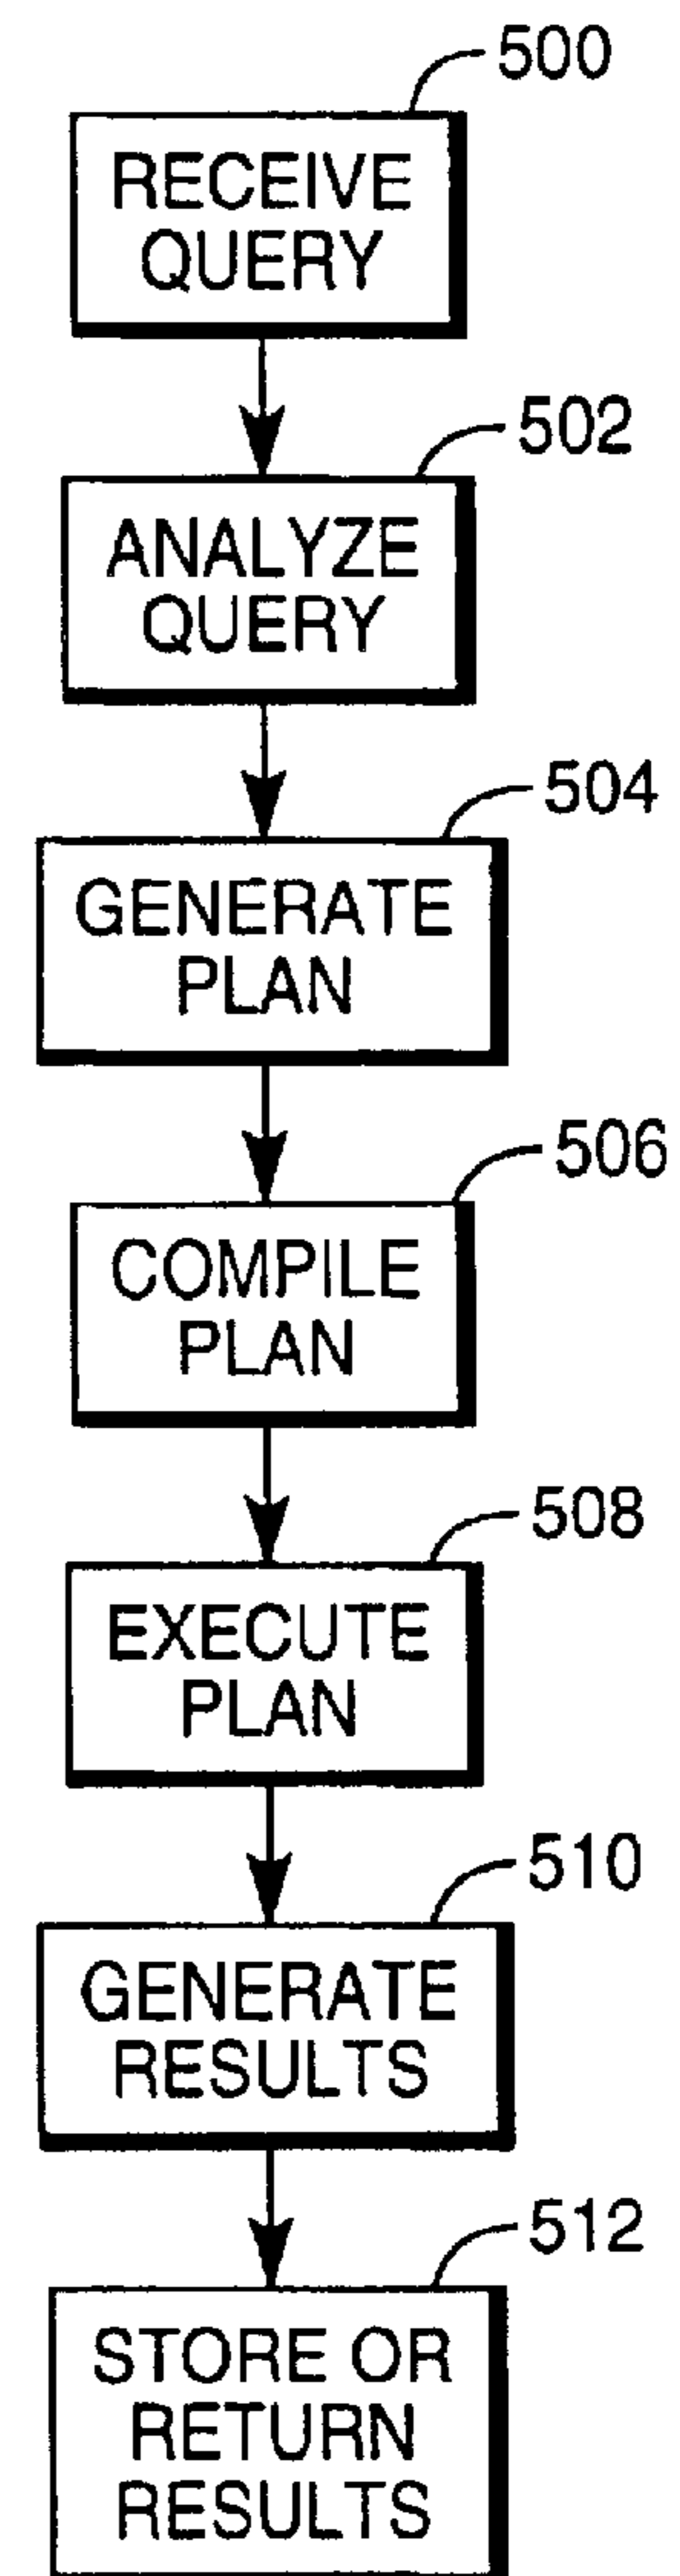 500
RECEIVE
QUERY
502
ANALYZE
QUERY
504
GENERATE
PLAN
506
COMPILE
PLAN
508
EXECUTE
PLAN
510
GENERATE
RESULTS
512
STORE OR
RETURN
RESULTS